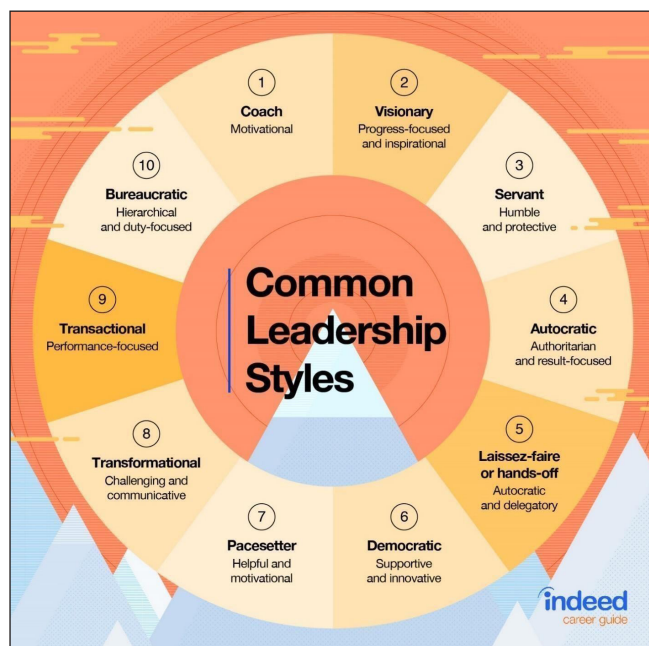 Common
Leadership
Styles
1
Coach
Motivational
2
Visionary
Progress-focused
and inspirational
3
Servant
Humble
and protective
4
Autocratic
Authoritarian
and result-focused
5
Laissez-faire
or hands-off
Autocratic
and delegatory
6
Democratic
Supportive
and innovative
7
Pacesetter
Helpful and
motivational
8
Transformational
Challenging and
communicative
9
Transactional
Performance-focused
10
Bureaucratic
Hierarchical
and duty-focused
indeed
career guide